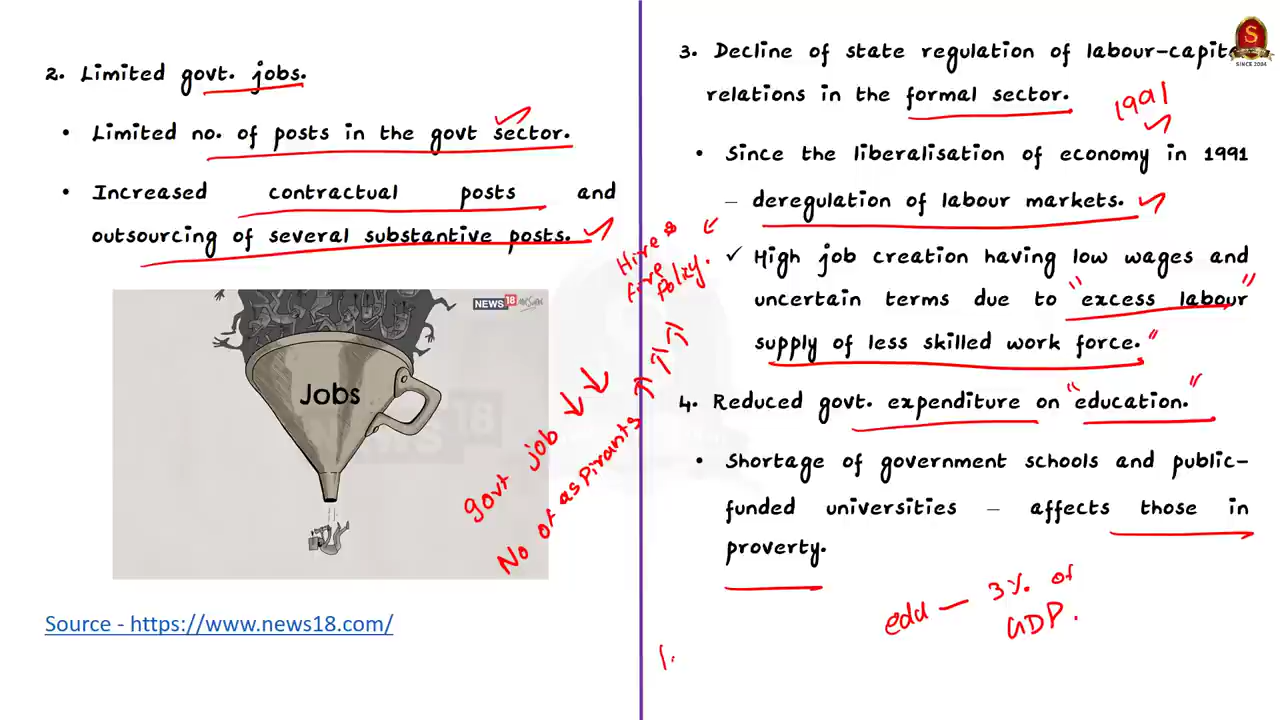 2. Limited govt. jobs.
• Limited no. of posts in the govt sector.
• Increased contractual posts and
outsourcing of several substantive posts.
NEWS18
Jobs
NEWS18
Govt job ↓↓
No of aspirants ↑↑↑
Source - https://www.news18.com/
S
SINCE 2004
3. Decline of state regulation of labour-capit
relations in the formal sector.
1991
• Since the liberalisation of economy in 1991
– deregulation of labour markets.
Hire &
fire
policy.
✓ High job creation having low wages and
uncertain terms due to "excess labour"
supply of less skilled work force."
4. Reduced govt. expenditure on "education."
• Shortage of government schools and public-
funded universities – affects those in
proverty.
edu — 3% of
GDP.